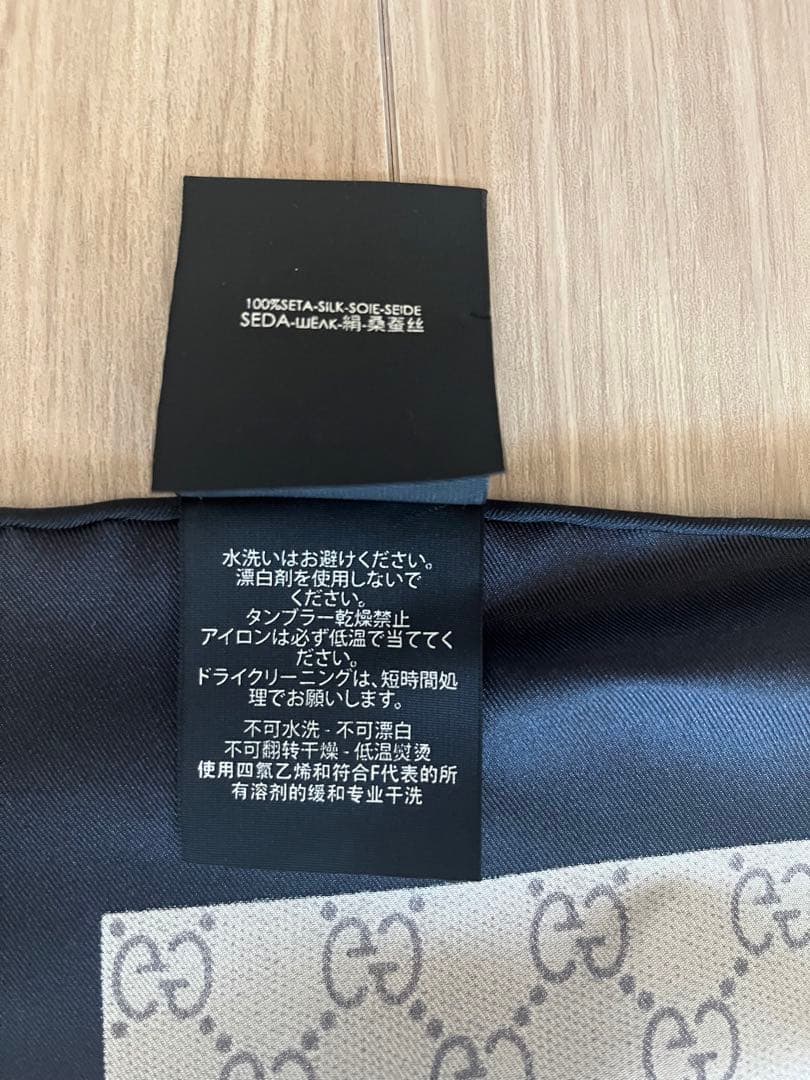 100%SETA-SILK-SOIE-SEIDE
SEDA-ШЁЛК-絹-桑蚕丝
水洗いはお避けください。
漂白剤を使用しないで
ください。
タンブラー乾燥禁止
アイロンは必ず低温で当ててく
ださい。
ドライクリーニングは、短時間処
理でお願いします。
不可水洗 - 不可漂白
不可翻转干燥 - 低温熨烫
使用四氯乙烯和符合F代表的所
有溶剂的缓和专业干洗